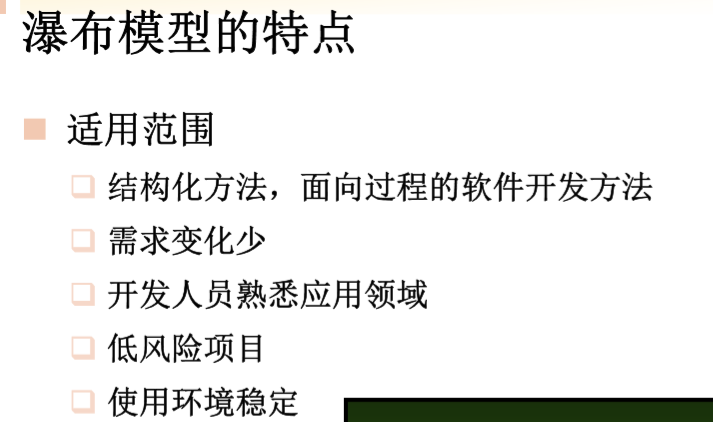 瀑布模型的特点
适用范围
结构化方法，面向过程的软件开发方法
需求变化少
开发人员熟悉应用领域
低风险项目
使用环境稳定